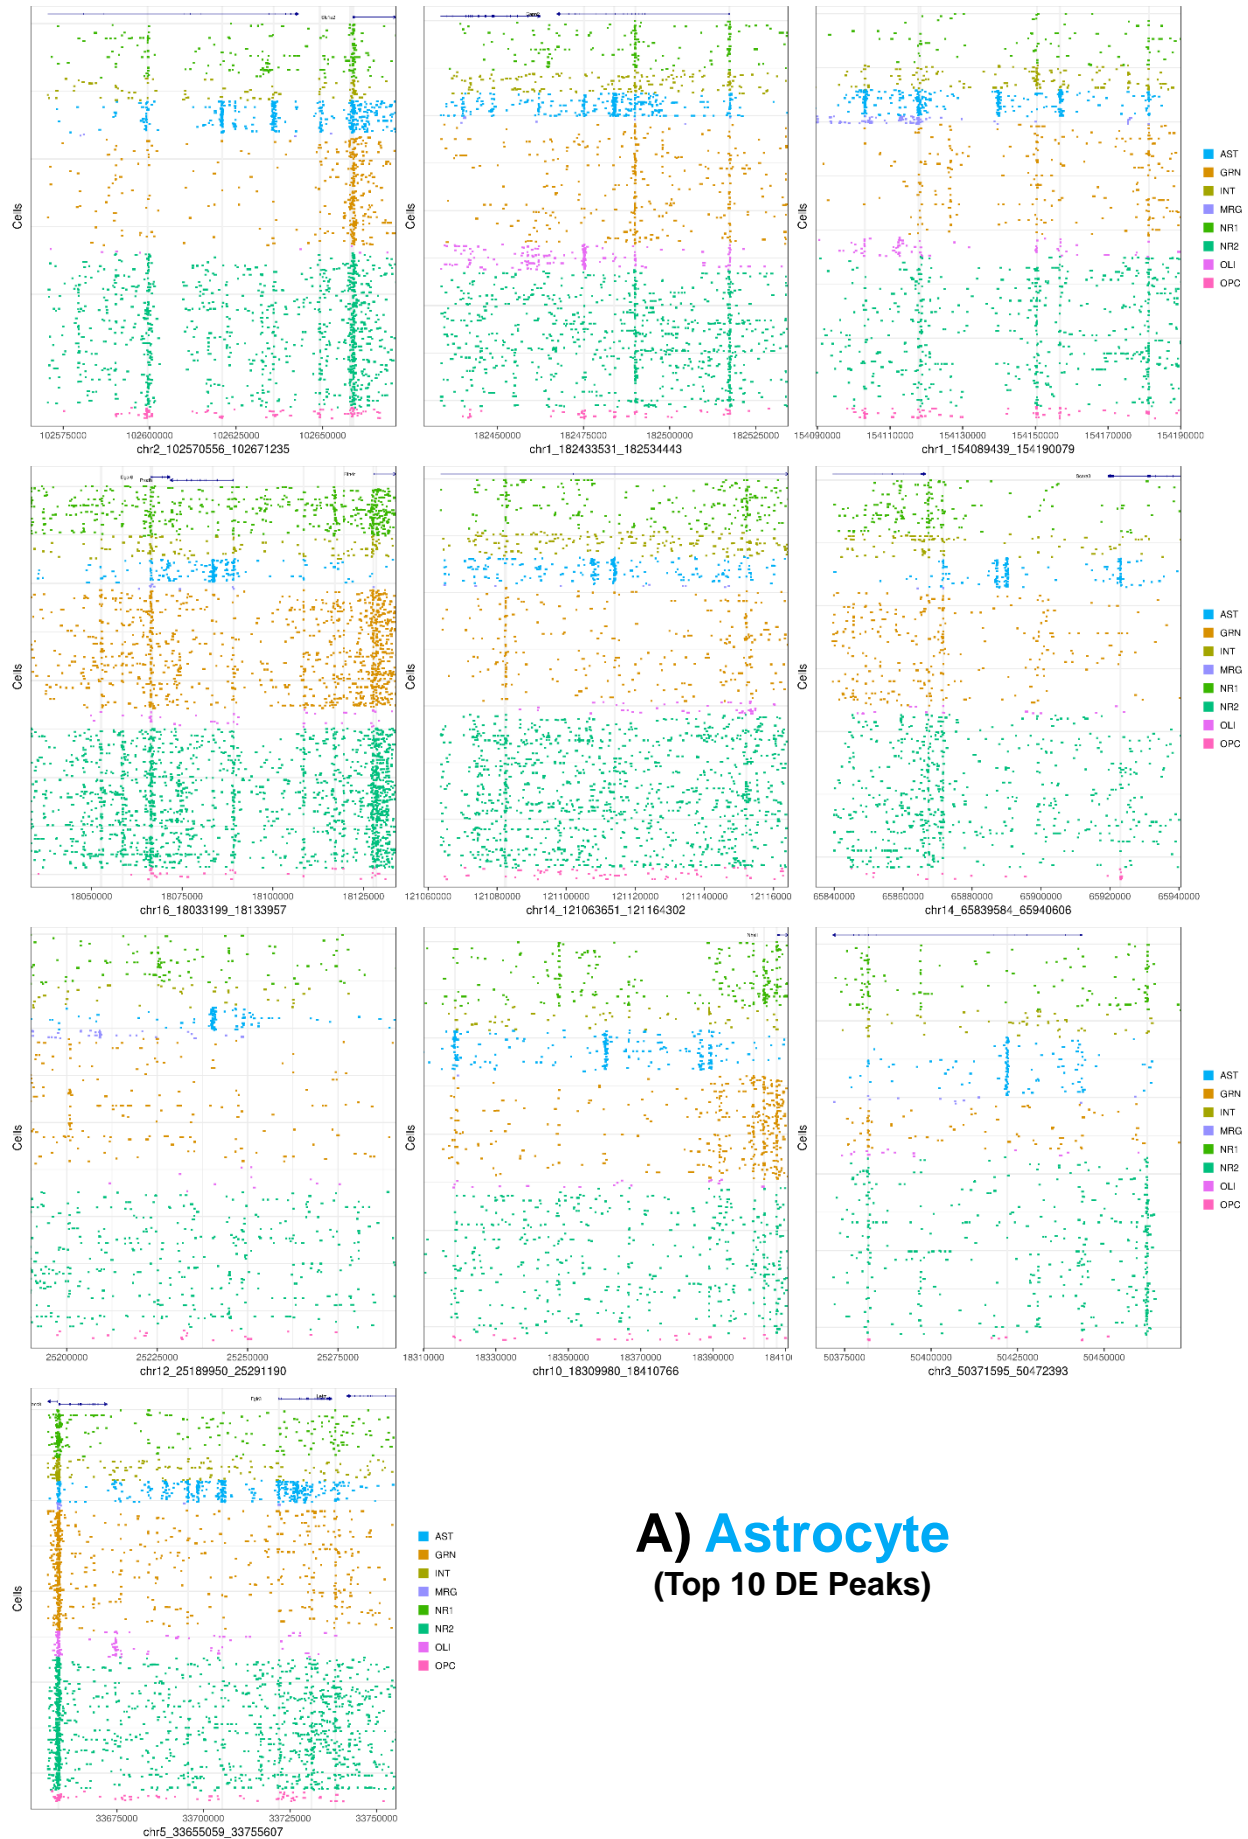 Cells
102575000 102600000 102625000 102650000
chr2_102570556_102671235
Cells
182450000 182475000 182500000 182525000
chr1_182433531_182534443
Cells
154090000 154110000 154130000 154150000 154170000 154190000
chr1_154089439_154190079
AST
GRN
INT
MRG
NR1
NR2
OLI
OPC
Cells
18050000 18075000 18100000 18125000
chr16_18033199_18133957
Cells
121060000 121080000 121100000 121120000 121140000 121160000
chr14_121063651_121164302
Cells
65840000 65860000 65880000 65900000 65920000 65940000
chr14_65839584_65940606
AST
GRN
INT
MRG
NR1
NR2
OLI
OPC
Cells
25200000 25225000 25250000 25275000
chr12_25189950_25291190
Cells
18310000 18330000 18350000 18370000 18390000 18410
chr10_18309980_18410766
Cells
50375000 50400000 50425000 50450000
chr3_50371595_50472393
AST
GRN
INT
MRG
NR1
NR2
OLI
OPC
Cells
33675000 33700000 33725000 33750000
chr5_33655059_33755607
AST
GRN
INT
MRG
NR1
NR2
OLI
OPC
A) Astrocyte
(Top 10 DE Peaks)